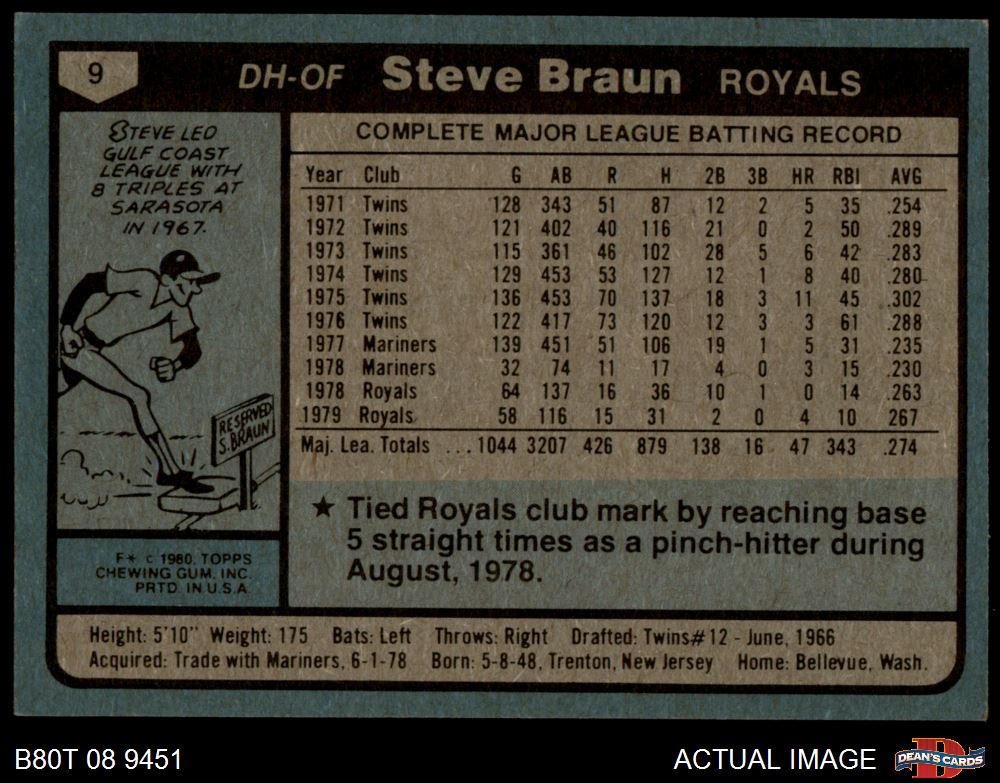 9 DH-OF Steve Braun ROYALS
STEVE LED
GULF COAST
LEAGUE WITH
8 TRIPLES AT
SARASOTA
IN 1967.
RESERVED
S. BRAUN
F* © 1980. TOPPS
CHEWING GUM, INC.
PRTD. IN U.S.A.
COMPLETE MAJOR LEAGUE BATTING RECORD
Year Club G AB R H 2B 3B HR RBI AVG
1971 Twins 128 343 51 87 12 2 5 35 .254
1972 Twins 121 402 40 116 21 0 2 50 .289
1973 Twins 115 361 46 102 28 5 6 42 .283
1974 Twins 129 453 53 127 12 1 8 40 .280
1975 Twins 136 453 70 137 18 3 11 45 .302
1976 Twins 122 417 73 120 12 3 3 61 .288
1977 Mariners 139 451 51 106 19 1 5 31 .235
1978 Mariners 32 74 11 17 4 0 3 15 .230
1978 Royals 64 137 16 36 10 1 0 14 .263
1979 Royals 58 116 15 31 2 0 4 10 267
Maj. Lea. Totals ... 1044 3207 426 879 138 16 47 343 .274
★ Tied Royals club mark by reaching base
5 straight times as a pinch-hitter during
August, 1978.
Height: 5'10" Weight: 175 Bats: Left Throws: Right Drafted: Twins#12 - June, 1966
Acquired: Trade with Mariners, 6-1-78 Born: 5-8-48, Trenton, New Jersey Home: Bellevue, Wash.
B80T 08 9451 ACTUAL IMAGE D DEAN'S CARDS